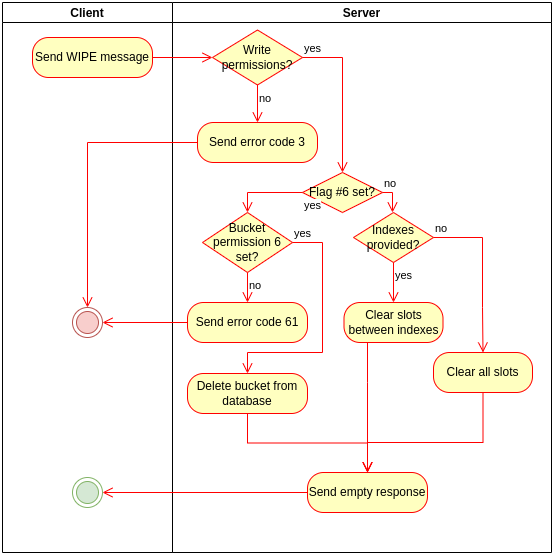 Client
Server
Send WIPE message
Write
permissions?
yes
no
Send error code 3
Flag #6 set?
yes
no
Bucket
permission 6
set?
yes
no
Indexes
provided?
no
yes
Send error code 61
Clear slots
between indexes
Clear all slots
Delete bucket from
database
Send empty response